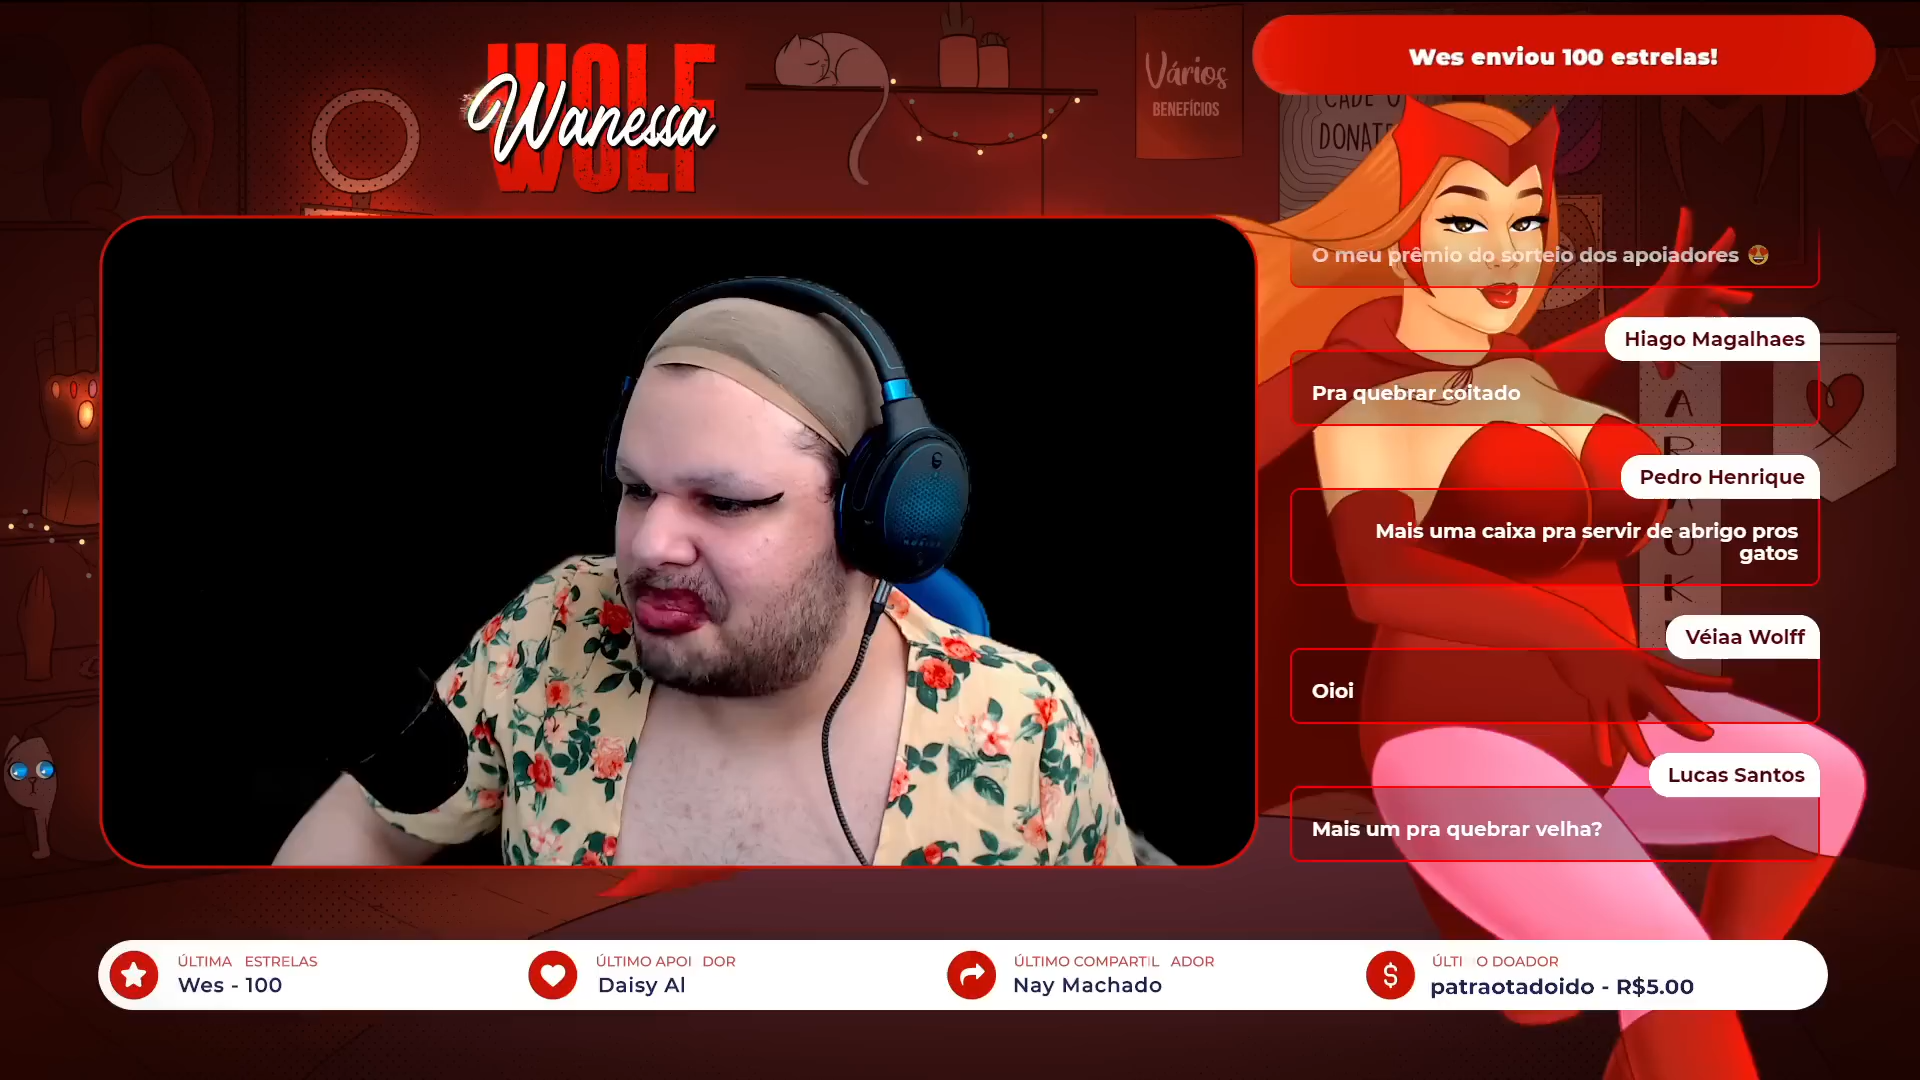 WOLF
Wanessa
Vários
BENEFÍCIOS
Wes enviou 100 estrelas!
CADÊ O
DONATE
O meu prêmio do sorteio dos apoiadores 🤩
Hiago Magalhaes
Pra quebrar coitado
Pedro Henrique
Mais uma caixa pra servir de abrigo pros
gatos
Véiaa Wolff
Oioi
Lucas Santos
Mais um pra quebrar velha?
ÚLTIMA ESTRELAS
Wes - 100
ÚLTIMO APOI DOR
Daisy Al
ÚLTIMO COMPARTIL ADOR
Nay Machado
ÚLTI O DOADOR
patraotadoido - R$5.00